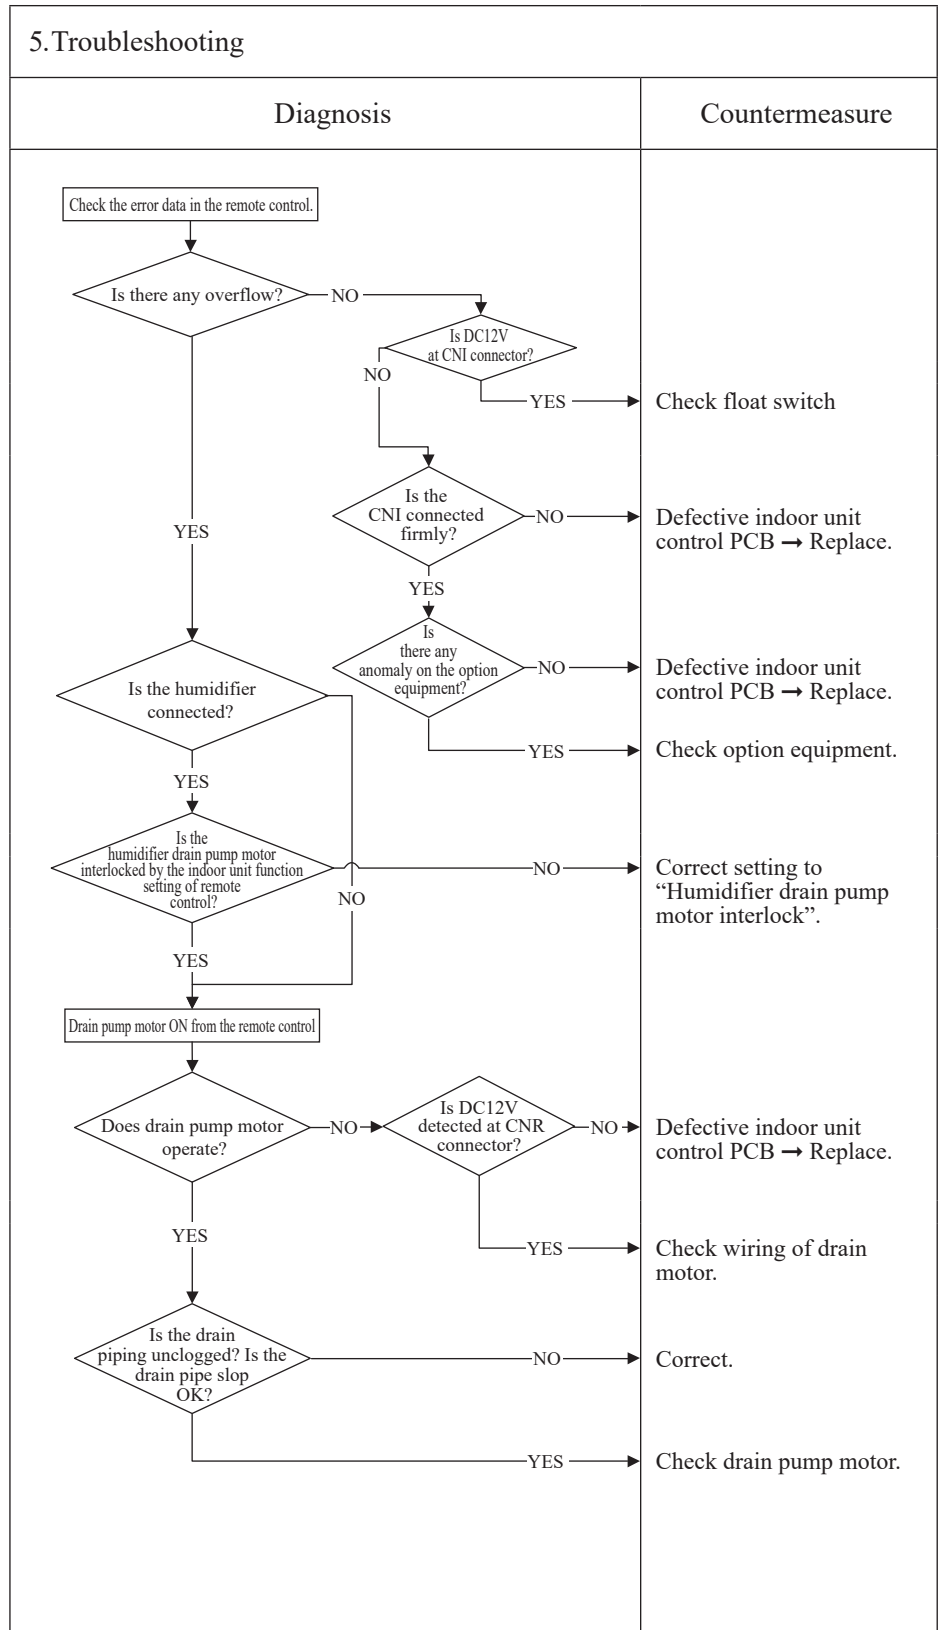 5.Troubleshooting
Diagnosis
Countermeasure
Check the error data in the remote control.
Is there any overflow?
NO
Is DC12V
at CNI connector?
NO
YES
Check float switch
Is the
CNI connected
firmly?
NO
Defective indoor unit
control PCB → Replace.
YES
YES
Is
there any
anomaly on the option
equipment?
NO
Defective indoor unit
control PCB → Replace.
YES
Check option equipment.
Is the humidifier
connected?
YES
Is the
humidifier drain pump motor
interlocked by the indoor unit function
setting of remote
control?
NO
Correct setting to
“Humidifier drain pump
motor interlock”.
NO
YES
Drain pump motor ON from the remote control
Does drain pump motor
operate?
NO
Is DC12V
detected at CNR
connector?
NO
Defective indoor unit
control PCB → Replace.
YES
YES
Check wiring of drain
motor.
Is the drain
piping unclogged? Is the
drain pipe slop
OK?
NO
Correct.
YES
Check drain pump motor.